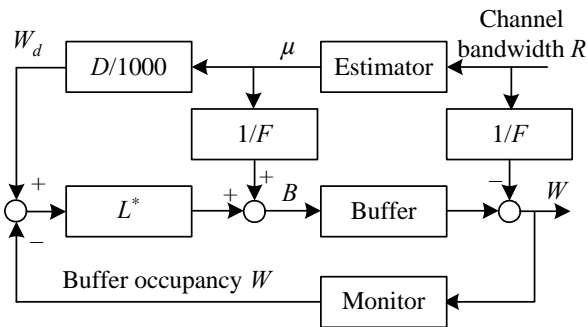 W_d
D/1000
μ
Estimator
Channel
bandwidth R
1/F
1/F
+
+
+
−
L*
B
Buffer
W
−
Buffer occupancy W
Monitor